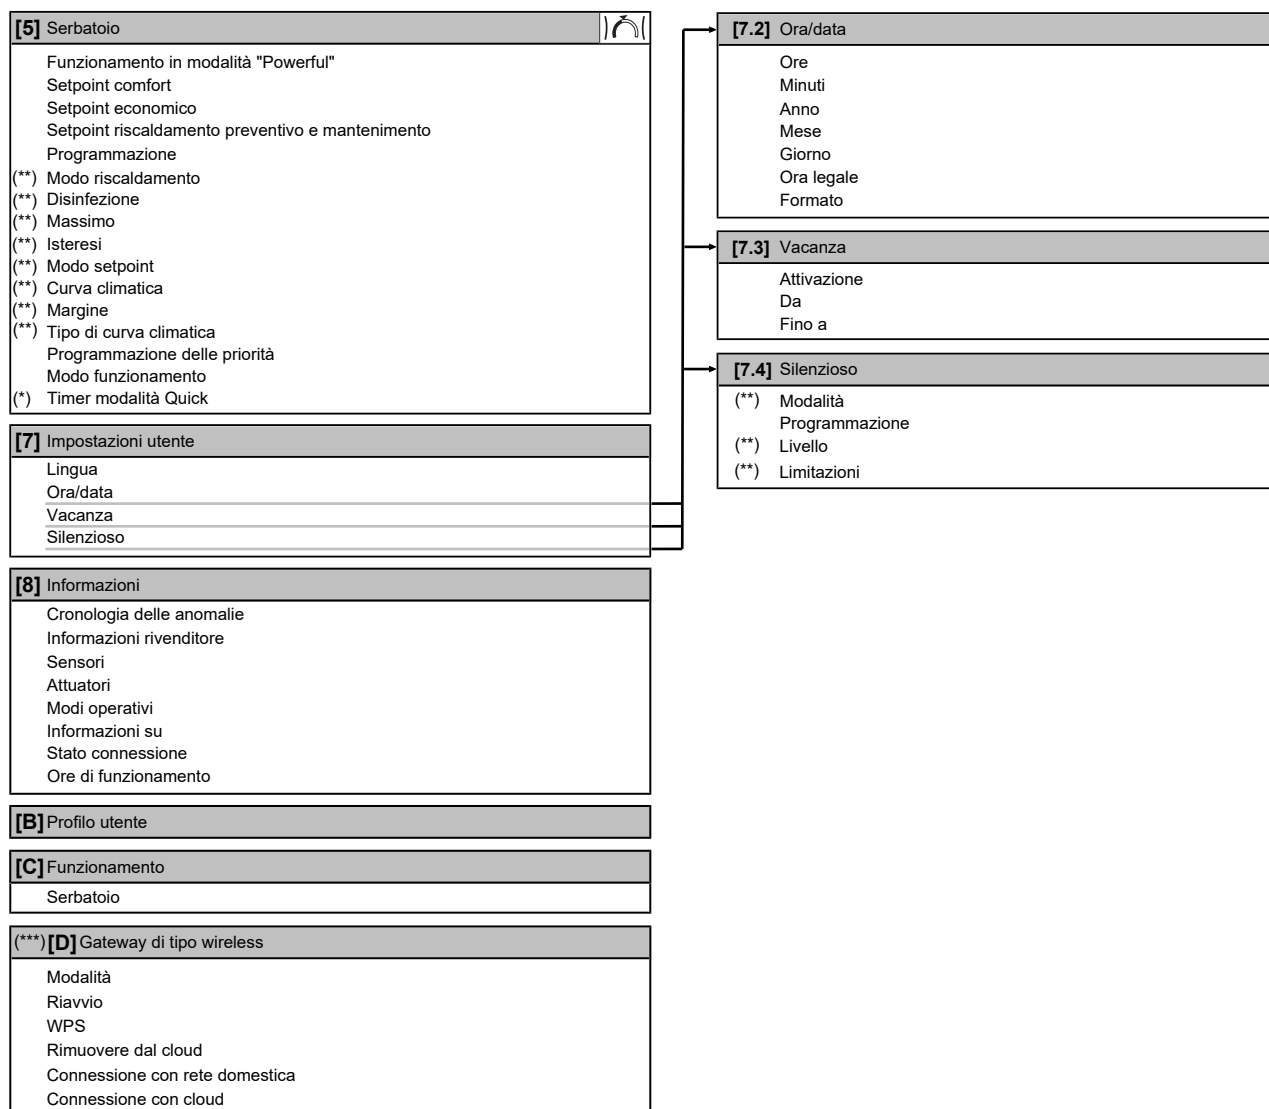 [5] Serbatoio
Funzionamento in modalità "Powerful"
Setpoint comfort
Setpoint economico
Setpoint riscaldamento preventivo e mantenimento
Programmazione
(**) Modo riscaldamento
(**) Disinfezione
(**) Massimo
(**) Isteresi
(**) Modo setpoint
(**) Curva climatica
(**) Margine
(**) Tipo di curva climatica
Programmazione delle priorità
Modo funzionamento
(*) Timer modalità Quick
[7] Impostazioni utente
Lingua
Ora/data
Vacanza
Silenzioso
[8] Informazioni
Cronologia delle anomalie
Informazioni rivenditore
Sensori
Attuatori
Modi operativi
Informazioni su
Stato connessione
Ore di funzionamento
[B] Profilo utente
[C] Funzionamento
Serbatoio
(***) [D] Gateway di tipo wireless
Modalità
Riavvio
WPS
Rimuovere dal cloud
Connessione con rete domestica
Connessione con cloud
[7.2] Ora/data
Ore
Minuti
Anno
Mese
Giorno
Ora legale
Formato
[7.3] Vacanza
Attivazione
Da
Fino a
[7.4] Silenzioso
(**) Modalità
Programmazione
(**) Livello
(**) Limitazioni